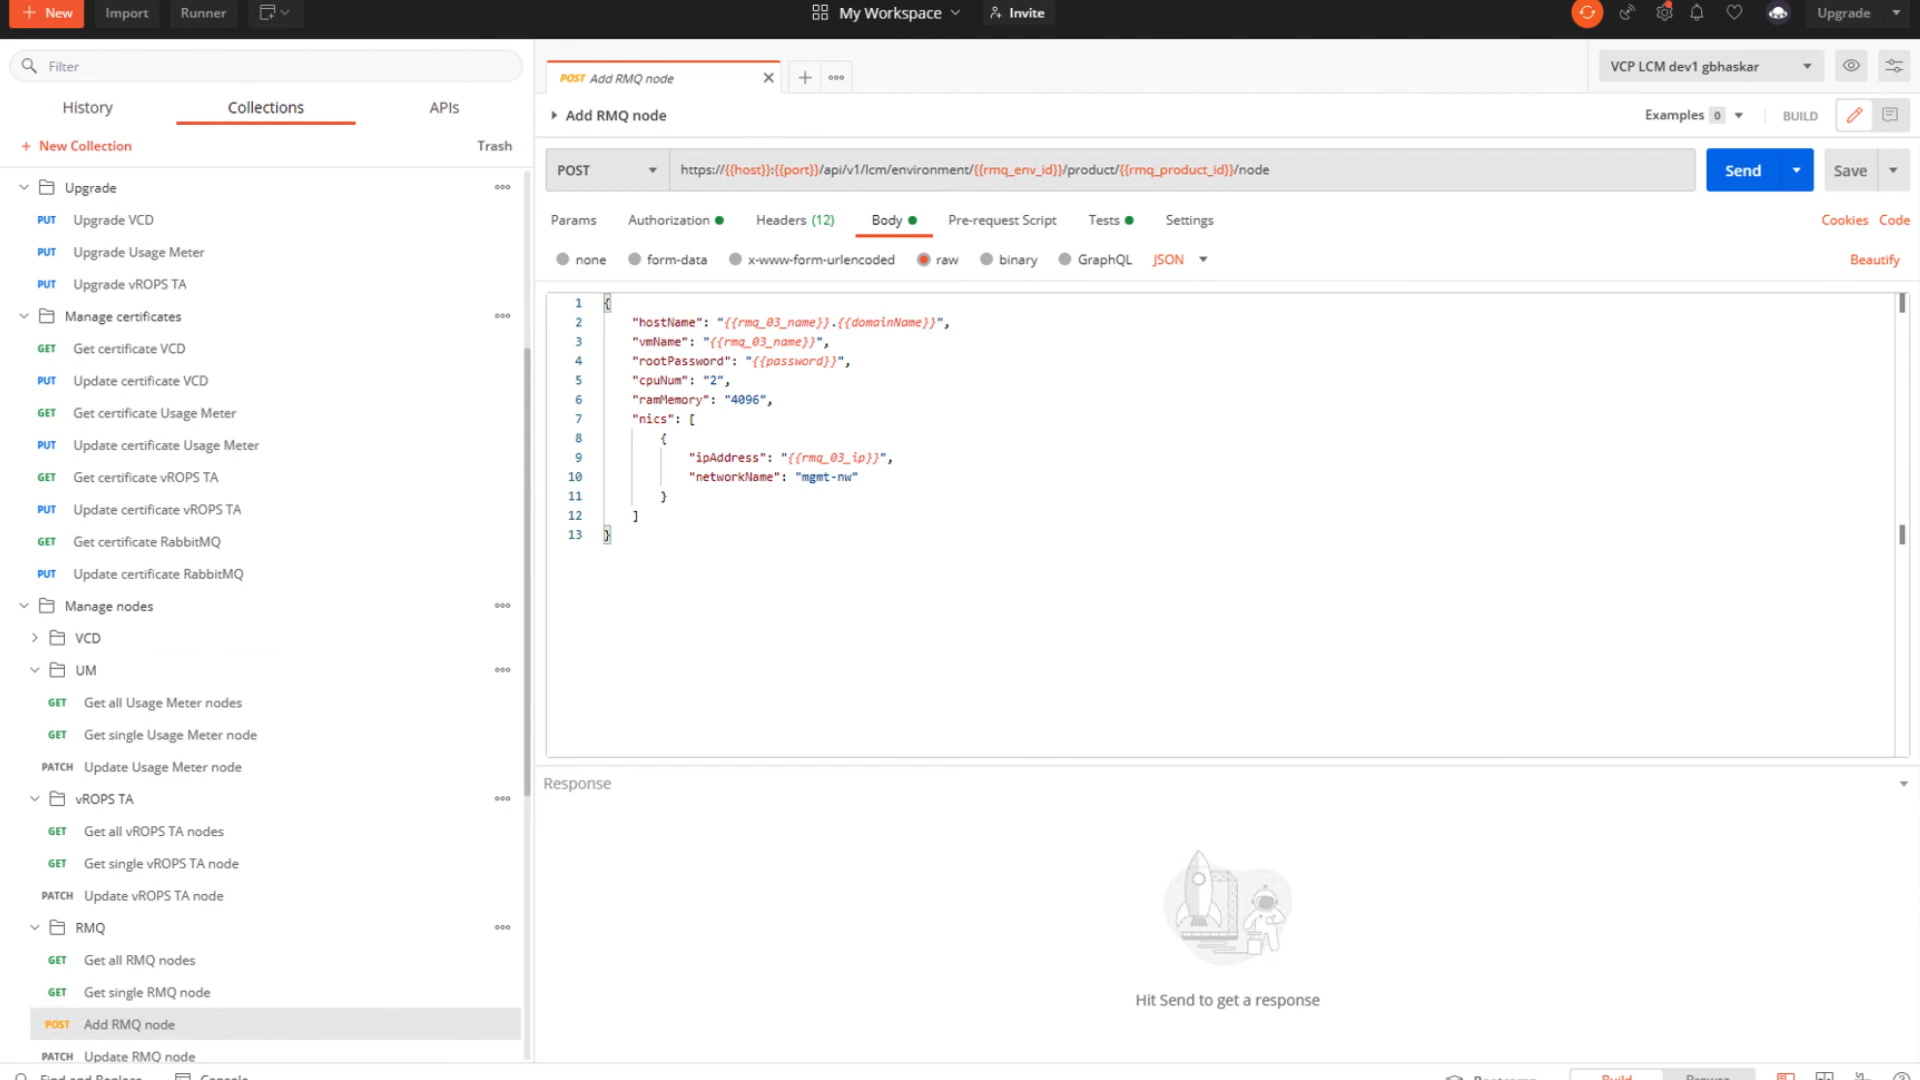 New
Import
Runner
My Workspace
Invite
Upgrade
Filter
History
Collections
APIs
+ New Collection
Trash
Upgrade
PUT Upgrade VCD
PUT Upgrade Usage Meter
PUT Upgrade vROPS TA
Manage certificates
GET Get certificate VCD
PUT Update certificate VCD
GET Get certificate Usage Meter
PUT Update certificate Usage Meter
GET Get certificate vROPS TA
PUT Update certificate vROPS TA
GET Get certificate RabbitMQ
PUT Update certificate RabbitMQ
Manage nodes
VCD
UM
GET Get all Usage Meter nodes
GET Get single Usage Meter node
PATCH Update Usage Meter node
vROPS TA
GET Get all vROPS TA nodes
GET Get single vROPS TA node
PATCH Update vROPS TA node
RMQ
GET Get all RMQ nodes
GET Get single RMQ node
POST Add RMQ node
PATCH Update RMQ node
Find and Replace
Console
POST Add RMQ node
VCP LCM dev1 gbhaskar
Add RMQ node
Examples 0
BUILD
POST
https://{{host}}:{{port}}/api/v1/lcm/environment/{{rmq_env_id}}/product/{{rmq_product_id}}/node
Send
Save
Params
Authorization
Headers (12)
Body
Pre-request Script
Tests
Settings
Cookies
Code
none
form-data
x-www-form-urlencoded
raw
binary
GraphQL
JSON
Beautify
1 {
2 "hostName": "{{rmq_03_name}}.{{domainName}}",
3 "vmName": "{{rmq_03_name}}",
4 "rootPassword": "{{password}}",
5 "cpuNum": "2",
6 "ramMemory": "4096",
7 "nics": [
8 {
9 "ipAddress": "{{rmq_03_ip}}",
10 "networkName": "mgmt-nw"
11 }
12 ]
13 }
Response
Hit Send to get a response
Bootcamp
Build
Browse